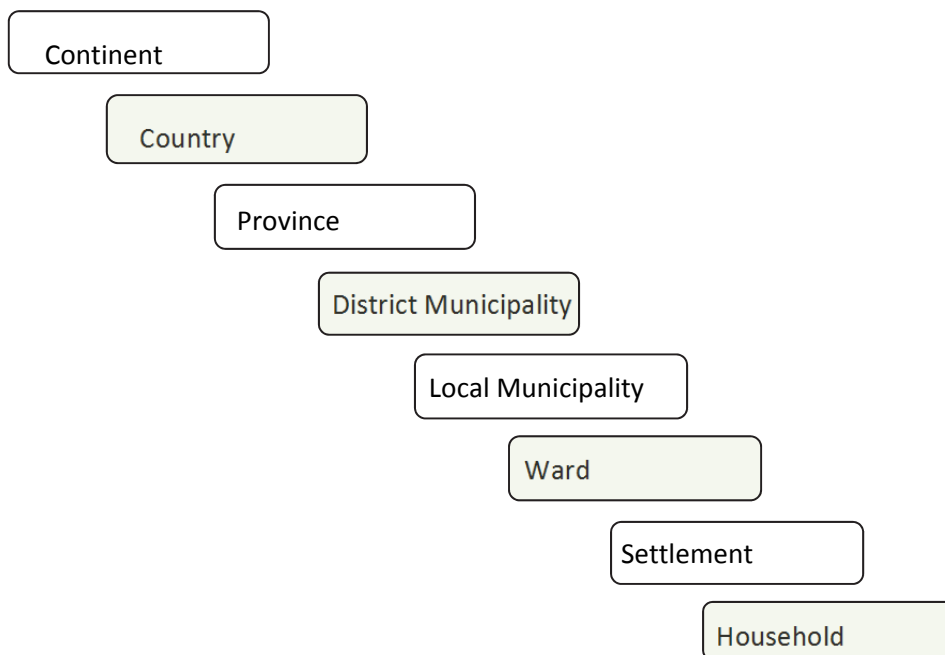 Continent
Country
Province
District Municipality
Local Municipality
Ward
Settlement
Household